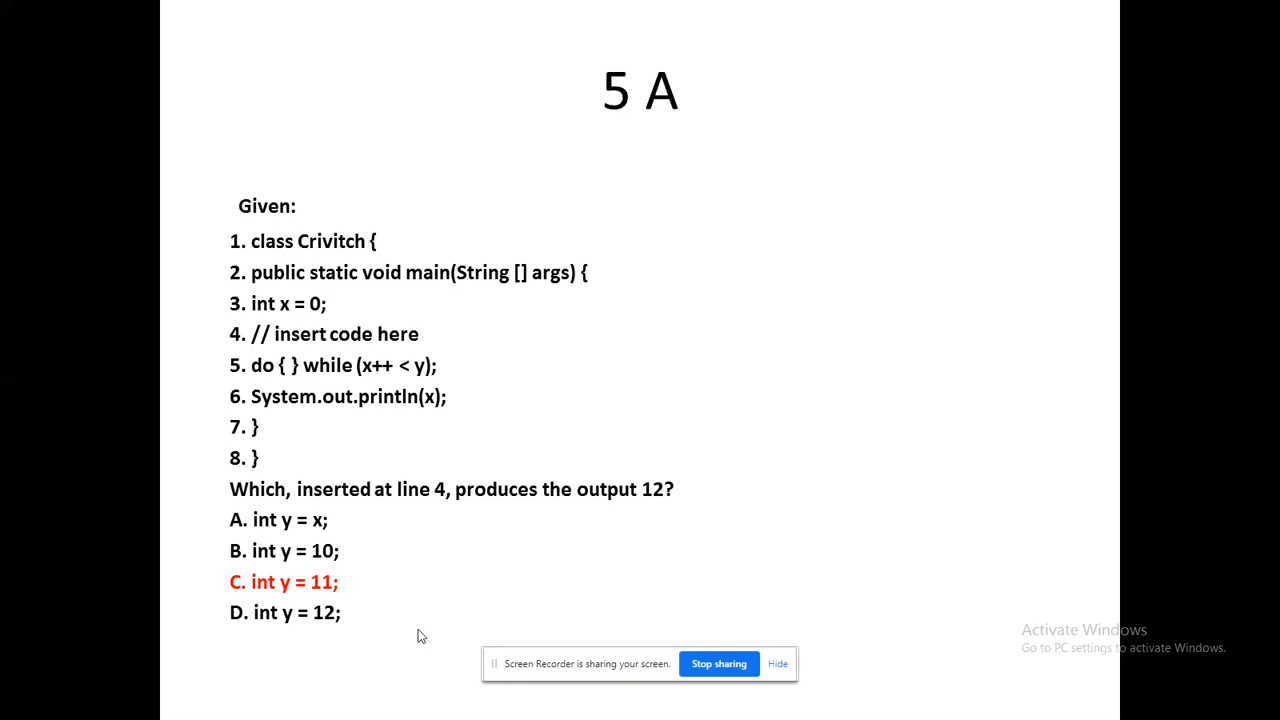 5 A
Given:
1. class Crivitch {
2. public static void main(String [] args) {
3. int x = 0;
4. // insert code here
5. do { } while (x++ < y);
6. System.out.println(x);
7. }
8. }
Which, inserted at line 4, produces the output 12?
A. int y = x;
B. int y = 10;
C. int y = 11;
D. int y = 12;
Activate Windows
Go to PC settings to activate Windows.
Screen Recorder is sharing your screen. Stop sharing Hide